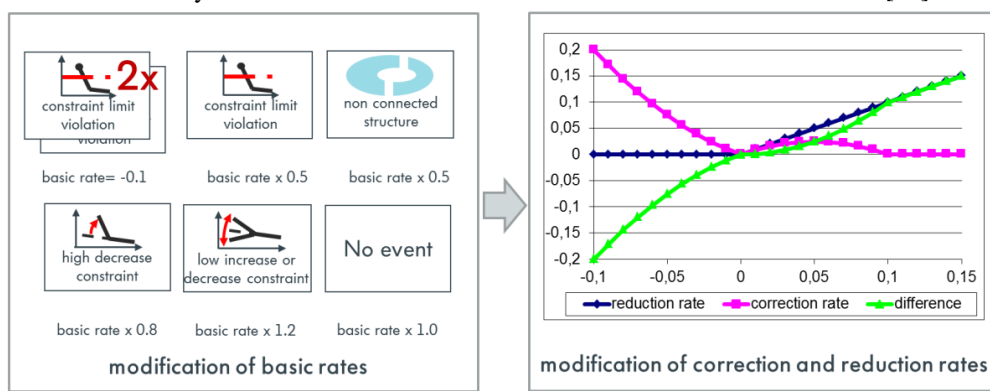 2x
constraint limit
violation
violation
basic rate= -0.1
constraint limit
violation
basic rate x 0.5
non connected
structure
basic rate x 0.5
high decrease
constraint
basic rate x 0.8
low increase or
decrease constraint
basic rate x 1.2
No event
basic rate x 1.0
modification of basic rates
0,2
0,15
0,1
0,05
0
-0,05
-0,1
-0,15
-0,2
-0,1
-0,05
0
0,05
0,1
0,15
reduction rate
correction rate
difference
modification of correction and reduction rates